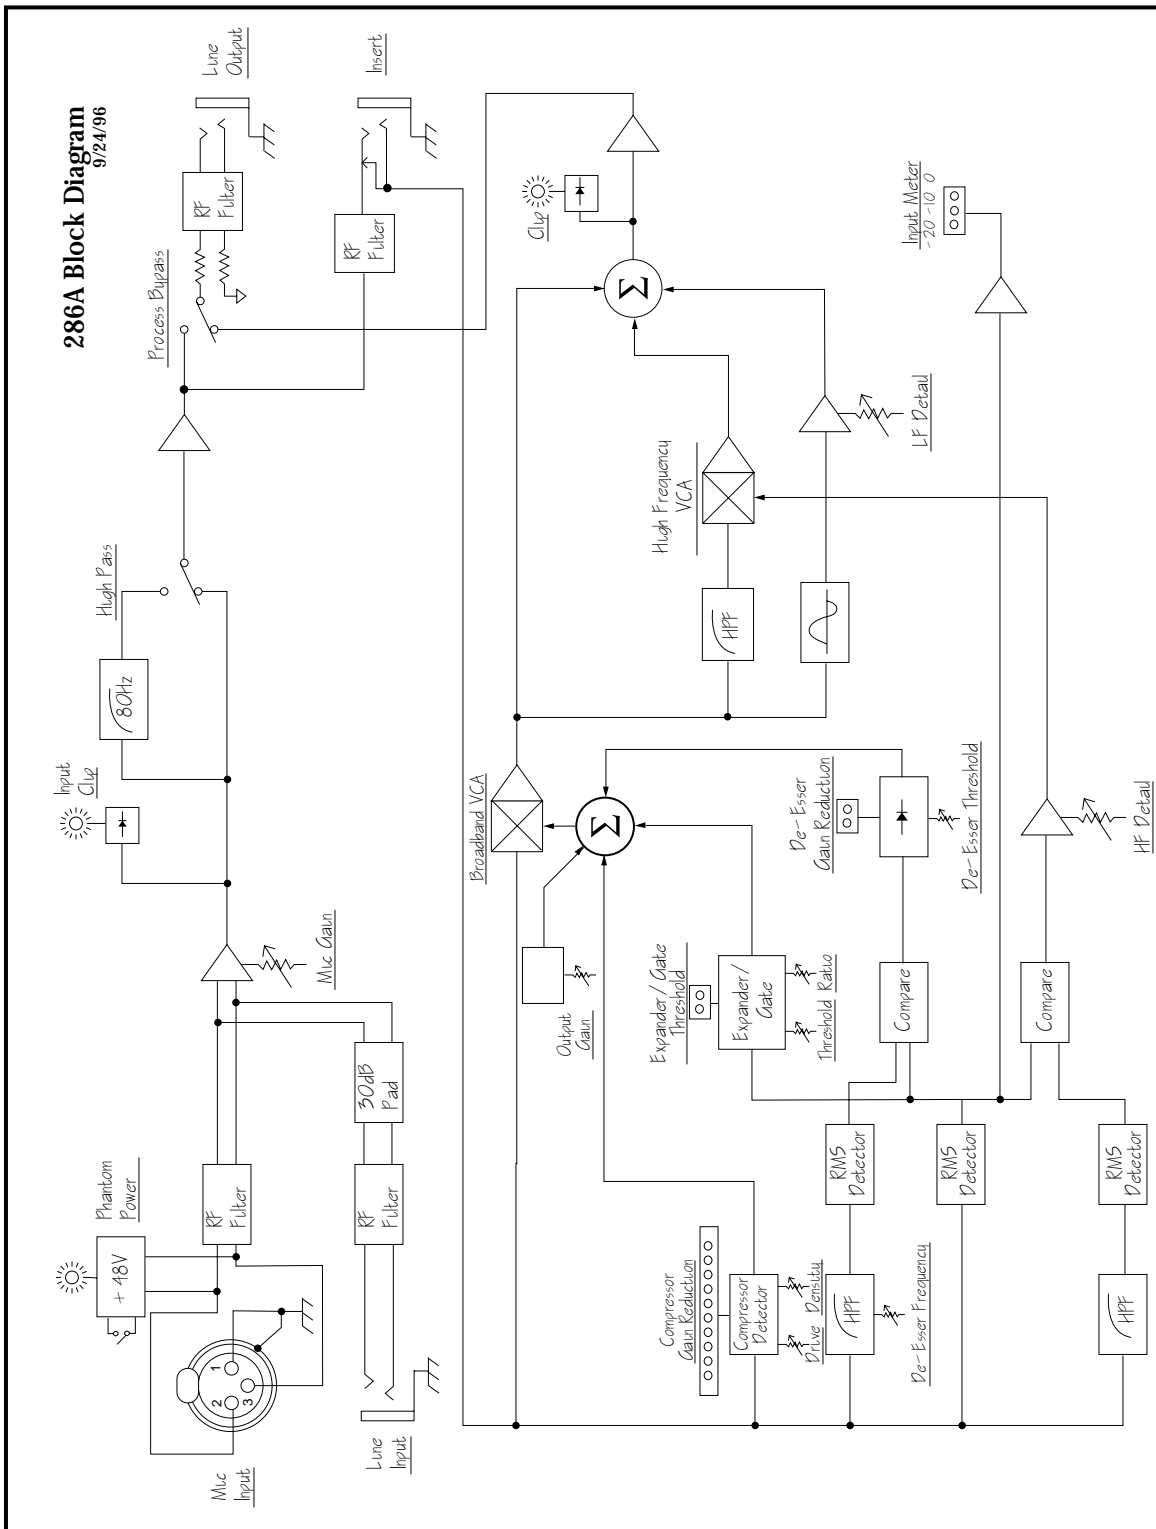 286A Block Diagram
9/24/96
Mic
Input
2
1
3
Phantom
Power
+48V
RF
Filter
Line
Input
RF
Filter
30dB
Pad
Mic Gain
Input
Clip
80Hz
High Pass
Process Bypass
RF
Filter
Line
Output
RF
Filter
Insert
Broadband VCA
Σ
Output
Gain
Clip
Σ
High Frequency
VCA
HPF
LF Detail
Input Meter
-20 -10 0
Compressor
Gain Reduction
Compressor
Detector
Drive Density
Expander/Gate
Threshold
Expander/
Gate
Threshold Ratio
De-Esser
Gain Reduction
De-Esser Threshold
HPF
De-Esser Frequency
RMS
Detector
Compare
RMS
Detector
HPF
RMS
Detector
Compare
HF Detail